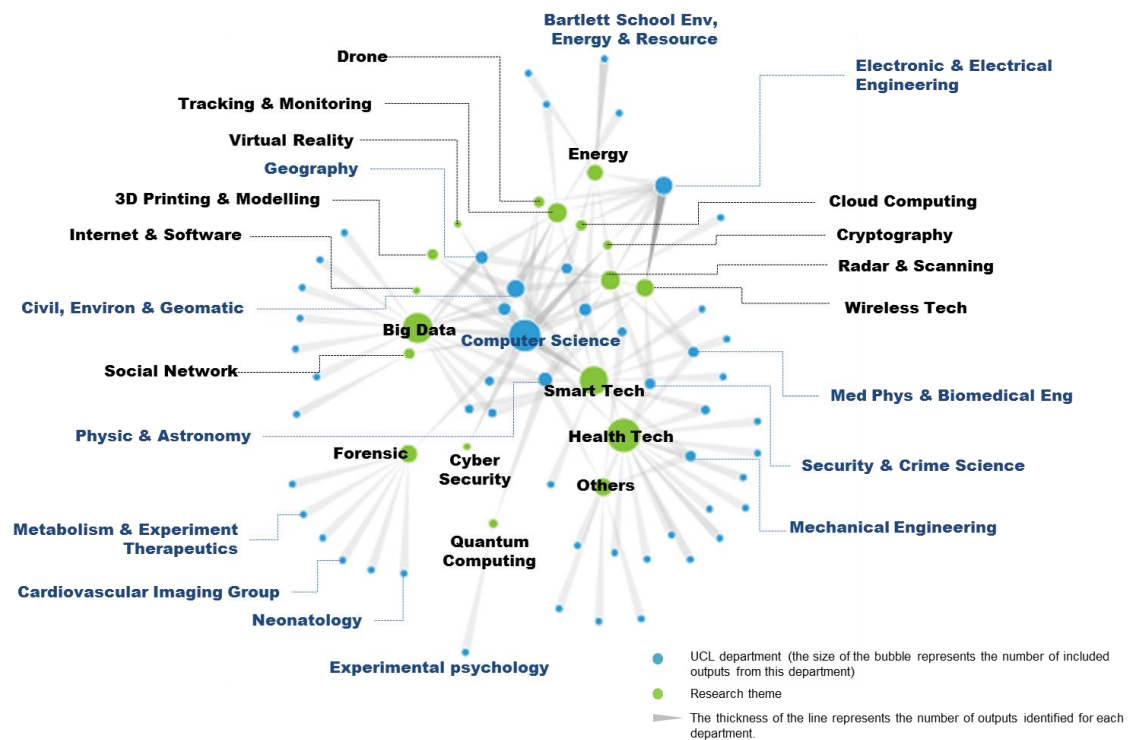 Bartlett School Env,
Energy & Resource
Drone
Electronic & Electrical
Engineering
Tracking & Monitoring
Virtual Reality
Energy
Geography
3D Printing & Modelling
Cloud Computing
Internet & Software
Cryptography
Radar & Scanning
Civil, Environ & Geomatic
Wireless Tech
Big Data
Computer Science
Social Network
Smart Tech
Med Phys & Biomedical Eng
Physic & Astronomy
Health Tech
Forensic
Cyber
Security
Security & Crime Science
Others
Metabolism & Experiment
Therapeutics
Mechanical Engineering
Quantum
Computing
Cardiovascular Imaging Group
Neonatology
Experimental psychology
UCL department (the size of the bubble represents the number of included
outputs from this department)
Research theme
The thickness of the line represents the number of outputs identified for each
department.